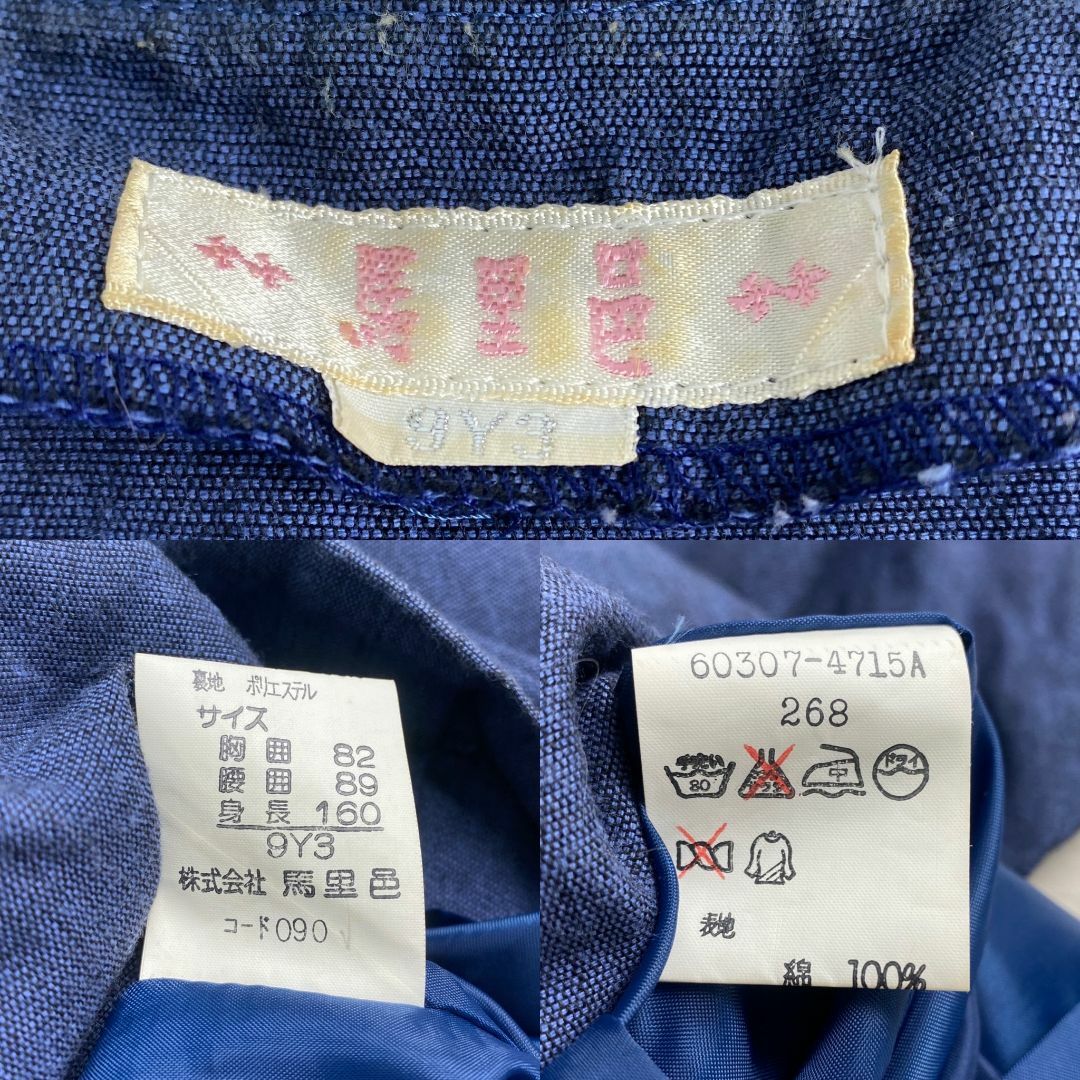 馬里邑
9Y3
裏地 ポリエステル
サイズ
胸囲 82
腰囲 89
身長 160
9Y3
株式会社 馬里邑
コード090
60307-4715A
268
手洗い
80
中
ドライ
表地
綿 100%